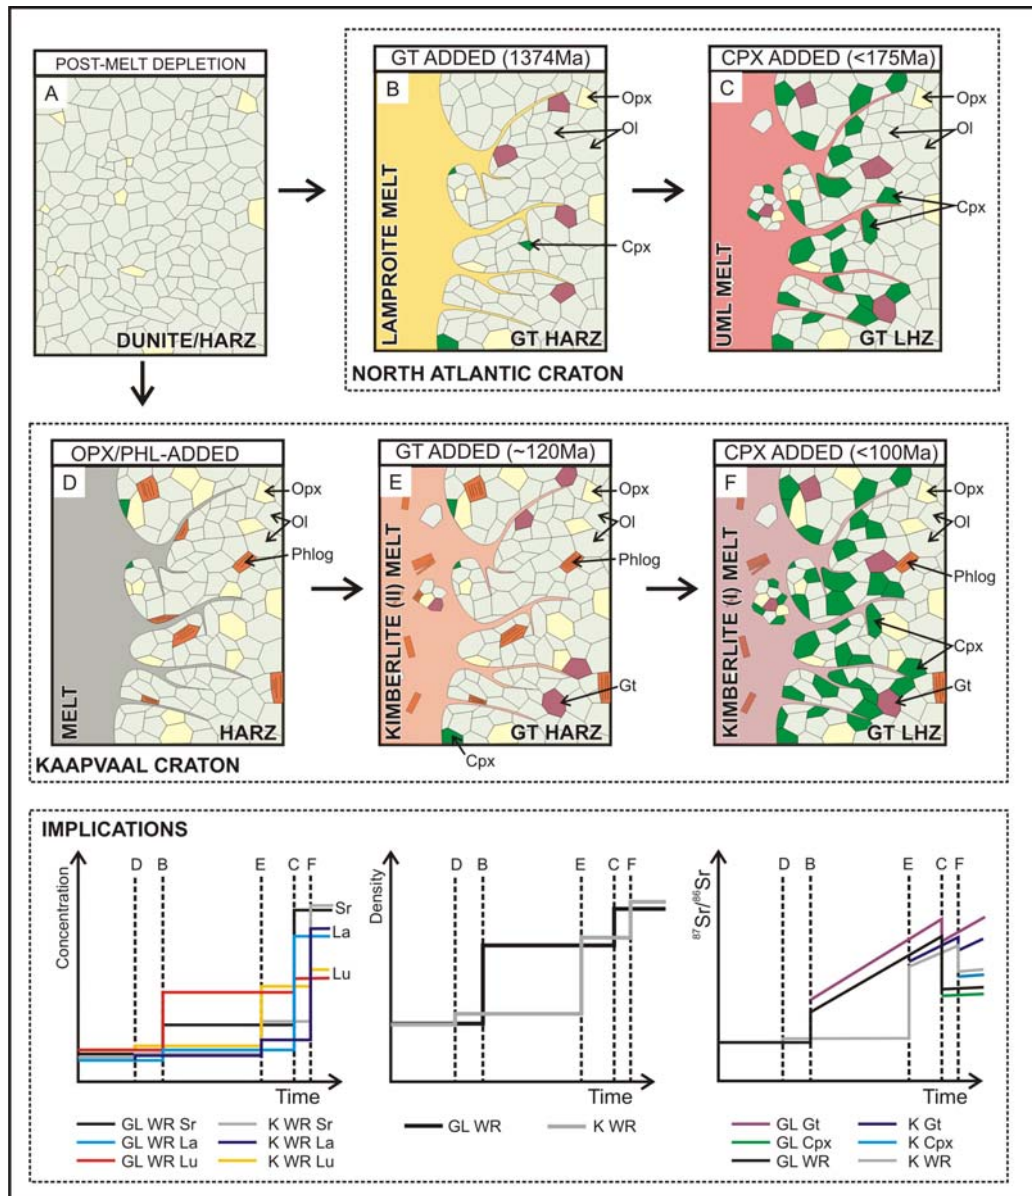 POST-MELT DEPLETION
A
DUNITE/HARZ
GT ADDED (1374Ma)
B
LAMPROITE MELT
Opx
Ol
Cpx
GT HARZ
CPX ADDED (<175Ma)
C
UML MELT
Opx
Ol
Cpx
GT LHZ
NORTH ATLANTIC CRATON
OPX/PHL-ADDED
D
MELT
Opx
Ol
Phlog
HARZ
GT ADDED (~120Ma)
E
KIMBERLITE (II) MELT
Opx
Ol
Phlog
Gt
GT HARZ
Cpx
CPX ADDED (<100Ma)
F
KIMBERLITE (I) MELT
Opx
Ol
Phlog
Cpx
Gt
GT LHZ
KAAPVAAL CRATON
IMPLICATIONS
D B E C F
Concentration
Sr
La
Lu
Time
GL WR Sr K WR Sr
GL WR La K WR La
GL WR Lu K WR Lu
D B E C F
Density
Time
GL WR K WR
D B E C F
⁸⁷Sr/⁸⁶Sr
Time
GL Gt K Gt
GL Cpx K Cpx
GL WR K WR